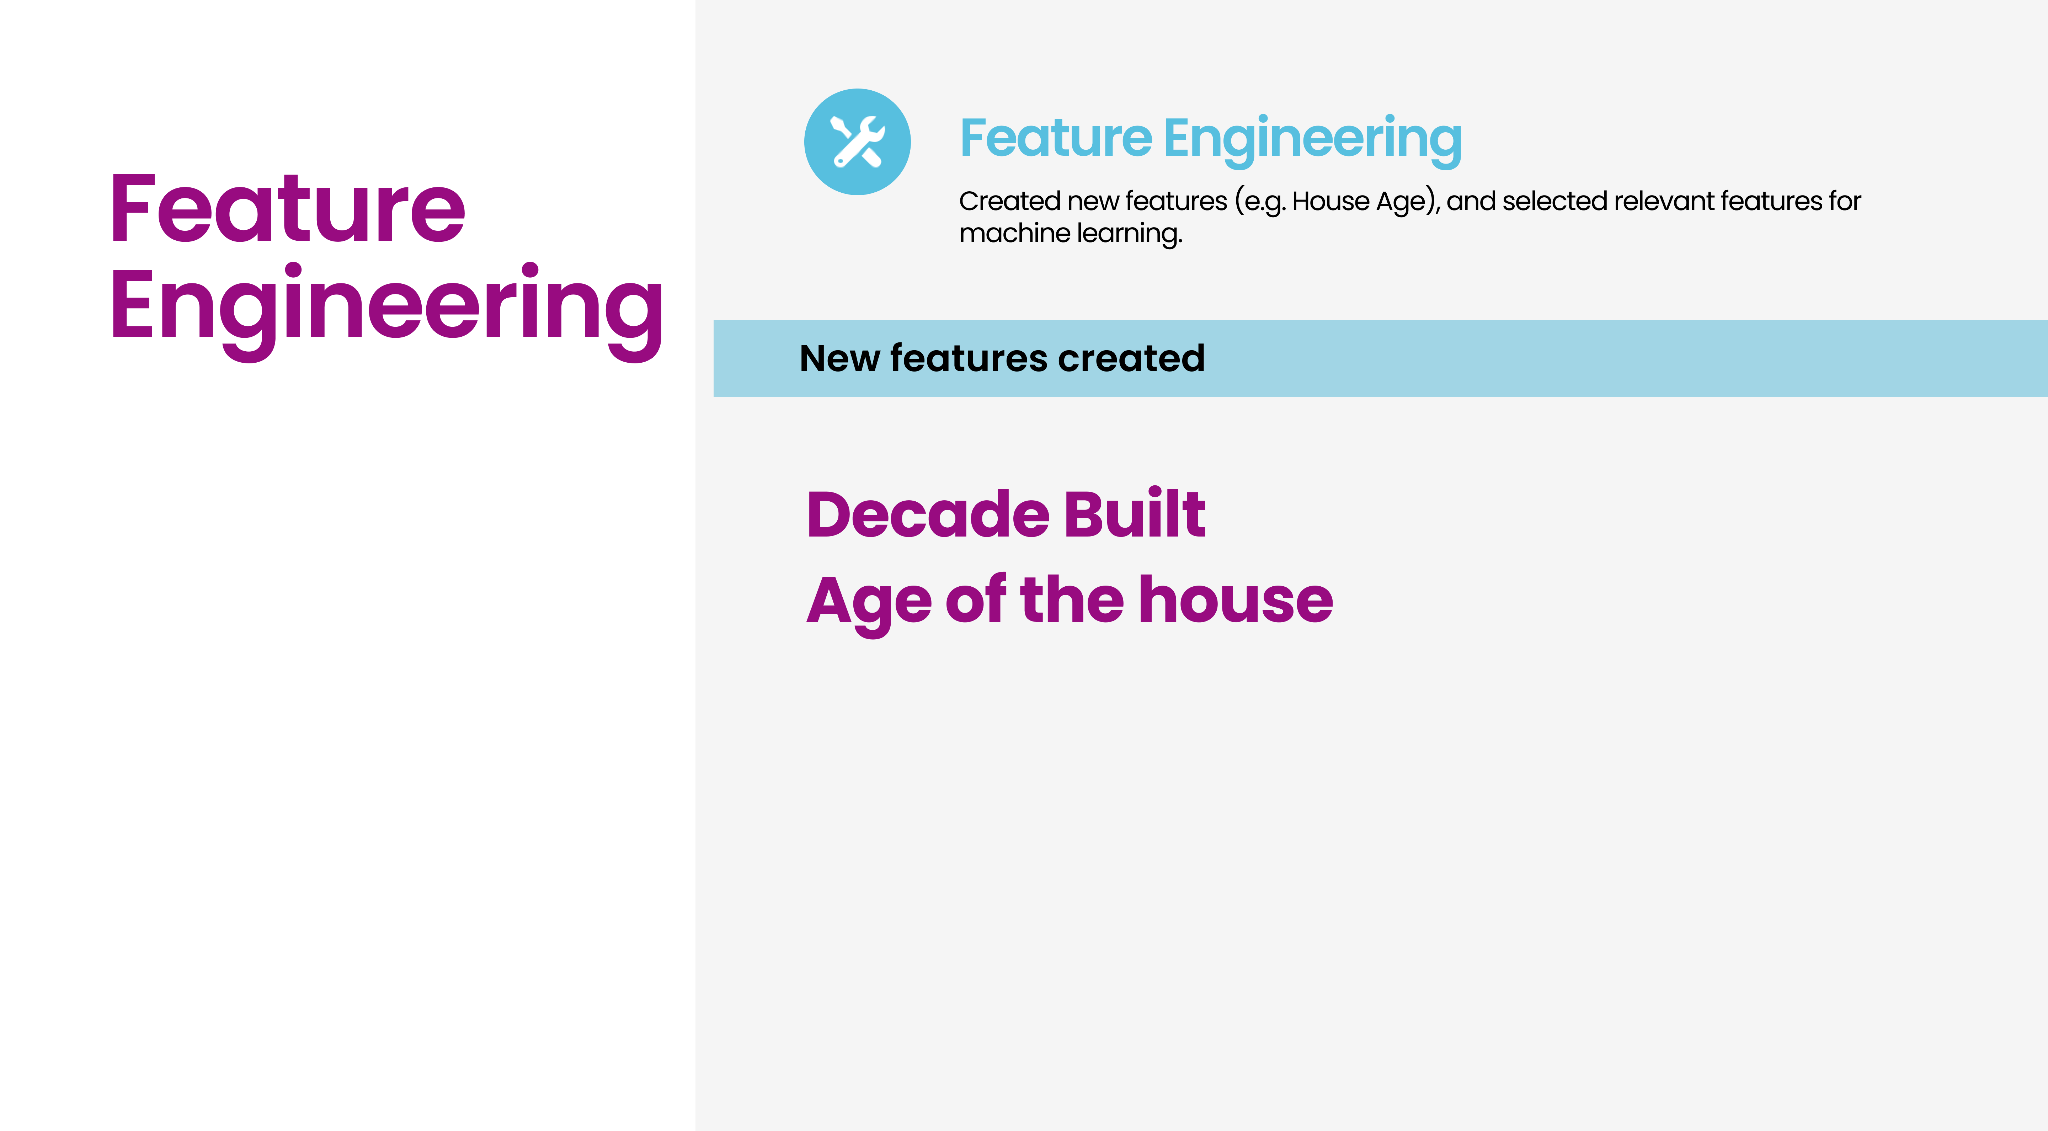 Feature
Engineering
Feature Engineering
Created new features (e.g. House Age), and selected relevant features for
machine learning.
New features created
Decade Built
Age of the house